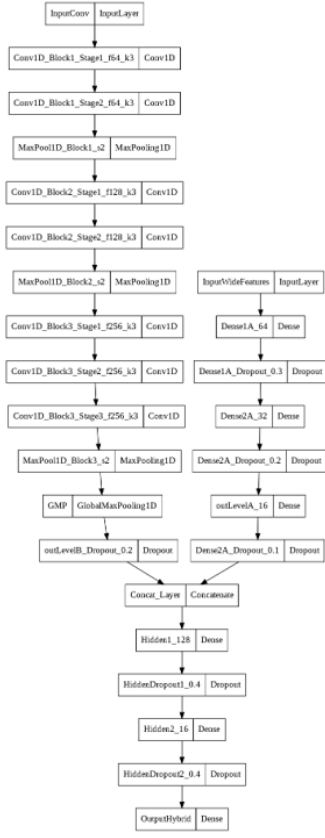 InputConv InputLayer
Conv1D_Block1_Stage1_f64_k3 Conv1D
Conv1D_Block1_Stage2_f64_k3 Conv1D
MaxPool1D_Block1_s2 MaxPooling1D
Conv1D_Block2_Stage1_f128_k3 Conv1D
Conv1D_Block2_Stage2_f128_k3 Conv1D
MaxPool1D_Block2_s2 MaxPooling1D
InputWideFeatures InputLayer
Conv1D_Block3_Stage1_f256_k3 Conv1D
Dense1A_64 Dense
Conv1D_Block3_Stage2_f256_k3 Conv1D
Dense1A_Dropout_0.3 Dropout
Conv1D_Block3_Stage3_f256_k3 Conv1D
Dense2A_32 Dense
MaxPool1D_Block3_s2 MaxPooling1D
Dense2A_Dropout_0.2 Dropout
GMP GlobalMaxPooling1D
outLevelA_16 Dense
outLevelB_Dropout_0.2 Dropout
Dense2A_Dropout_0.1 Dropout
Concat_Layer Concatenate
Hidden1_128 Dense
HiddenDropout1_0.4 Dropout
Hidden2_16 Dense
HiddenDropout2_0.4 Dropout
OutputHybrid Dense